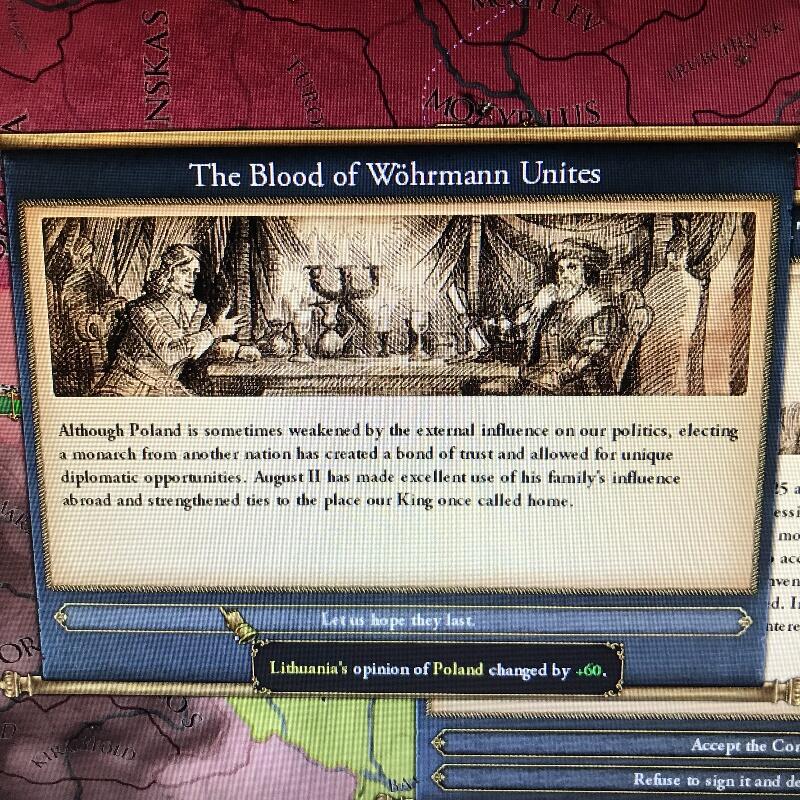 NSKAS
MOZYRIUS
The Blood of Wöhrmann Unites
Although Poland is sometimes weakened by the external influence on our politics, electing
a monarch from another nation has created a bond of trust and allowed for unique
diplomatic opportunities. August II has made excellent use of his family's influence
abroad and strengthened ties to the place our King once called home.
Let us hope they last.
Lithuania's opinion of Poland changed by +60.
Accept the Con
Refuse to sign it and de